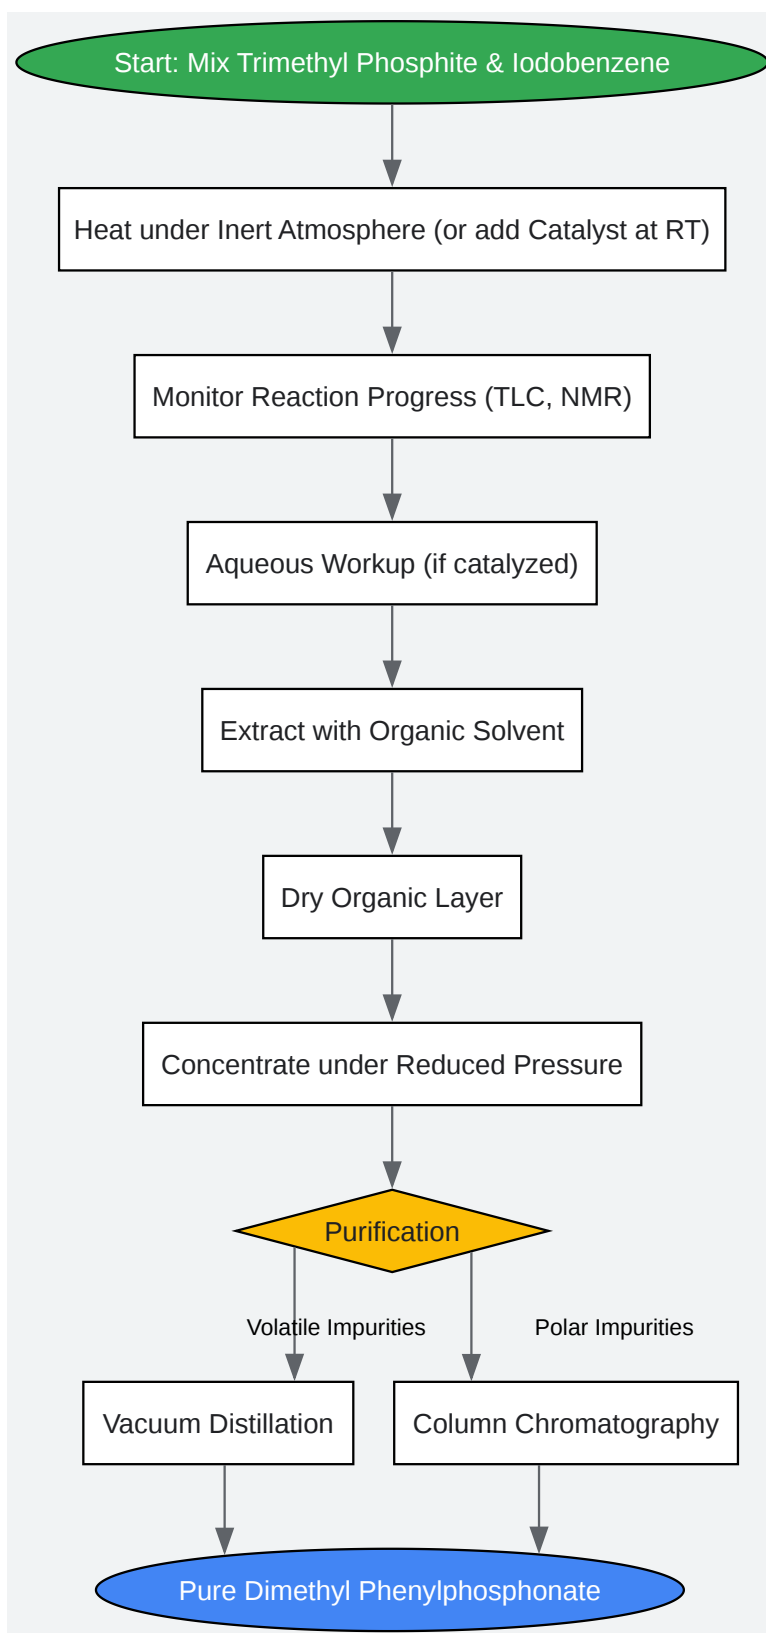 Start: Mix Trimethyl Phosphite & Iodobenzene
Heat under Inert Atmosphere (or add Catalyst at RT)
Monitor Reaction Progress (TLC, NMR)
Aqueous Workup (if catalyzed)
Extract with Organic Solvent
Dry Organic Layer
Concentrate under Reduced Pressure
Purification
Volatile Impurities
Polar Impurities
Vacuum Distillation
Column Chromatography
Pure Dimethyl Phenylphosphonate